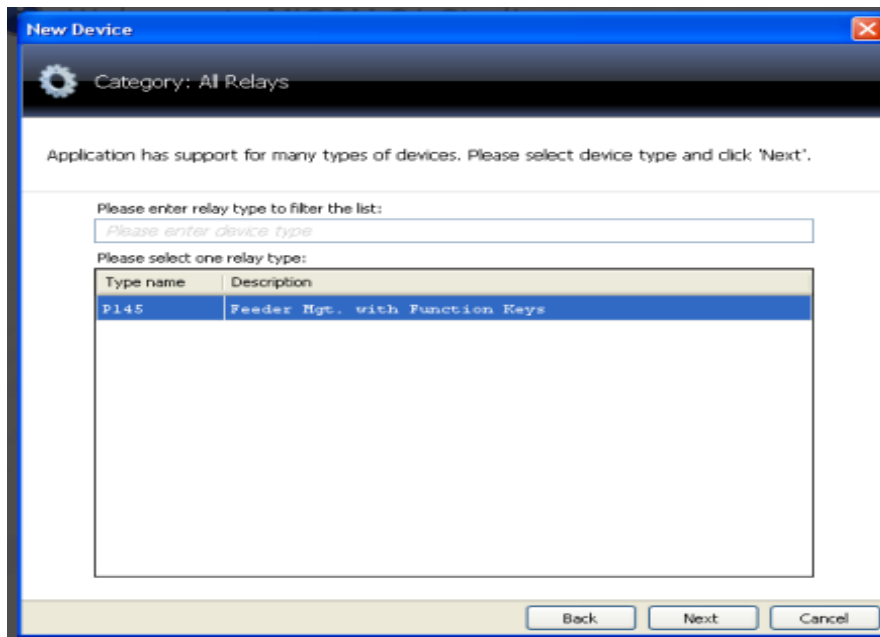 New Device
Category: All Relays
Application has support for many types of devices. Please select device type and click 'Next'.
Please enter relay type to filter the list:
Please enter device type
Please select one relay type:
Type name Description
P145 Feeder Mgt. with Function Keys
Back Next Cancel